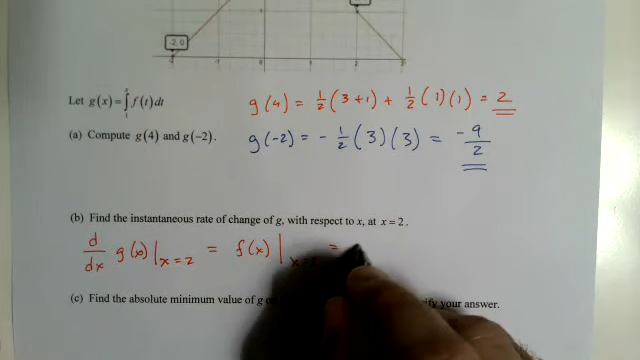 -2, 0
Let g(x) = ∫₁ˣ f(t)dt
g(4) = 1/2 (3+1) + 1/2 (1)(1) = 2
(a) Compute g(4) and g(-2).
g(-2) = - 1/2 (3)(3) = -9/2
(b) Find the instantaneous rate of change of g, with respect to x, at x = 2.
d/dx g(x)|x=2 = f(x)| =
(c) Find the absolute minimum value of g your answer.